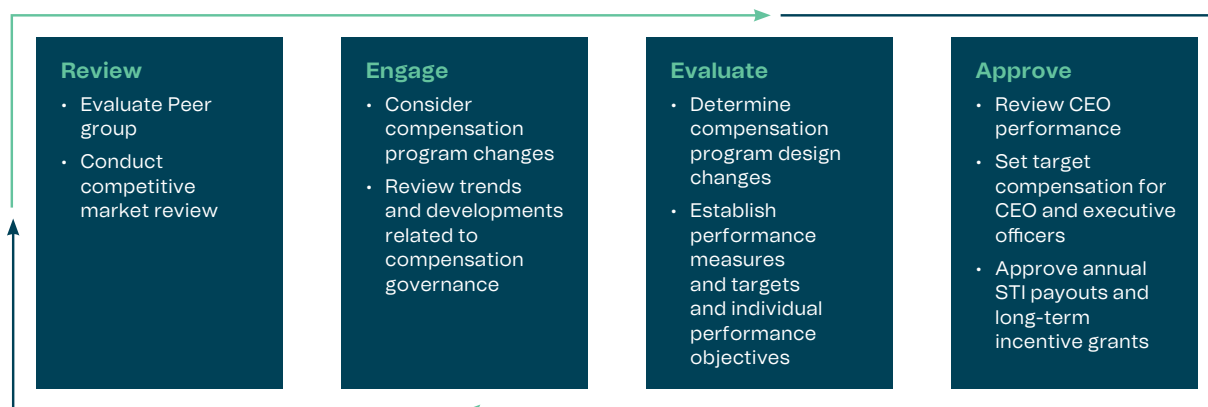 Review
• Evaluate Peer
group
• Conduct
competitive
market review
Engage
• Consider
compensation
program changes
• Review trends
and developments
related to
compensation
governance
Evaluate
• Determine
compensation
program design
changes
• Establish
performance
measures
and targets
and individual
performance
objectives
Approve
• Review CEO
performance
• Set target
compensation for
CEO and executive
officers
• Approve annual
STI payouts and
long-term
incentive grants